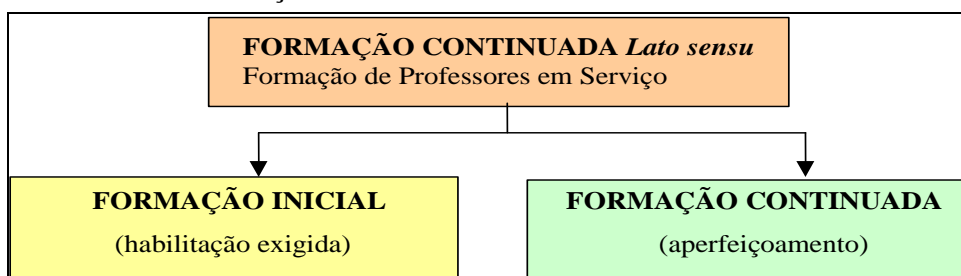 FORMAÇÃO CONTINUADA Lato sensu
Formação de Professores em Serviço
FORMAÇÃO INICIAL
(habilitação exigida)
FORMAÇÃO CONTINUADA
(aperfeiçoamento)